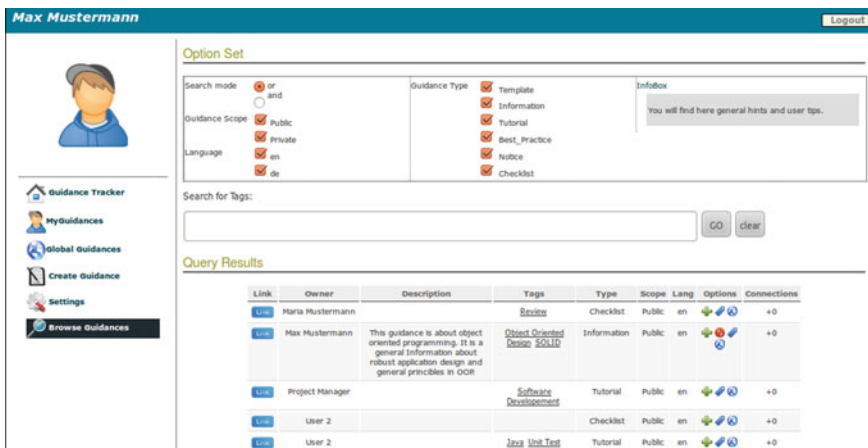 Max Mustermann
Logout
Option Set
Search mode
or
and
Guidance Scope
Public
Private
Language
en
de
Guidance Type
Template
Information
Tutorial
Best_Practice
Notice
Checklist
InfoBox
You will find here general hints and user tips.
Guidance Tracker
MyGuidances
Global Guidances
Create Guidance
Settings
Browse Guidances
Search for Tags:
GO
clear
Query Results
Link Owner Description Tags Type Scope Lang Options Connections
Link Maria Mustermann Review Checklist Public en +0
Link Max Mustermann This guidance is about object Object Oriented Information Public en +0
oriented programming. It is a Design SOLID
general Information about
robust application design and
general princibles in OOP.
Link Project Manager Software Tutorial Public en +0
Developement
Link User 2 Checklist Public en +0
Link User 2 Java Unit Test Tutorial Public en +0